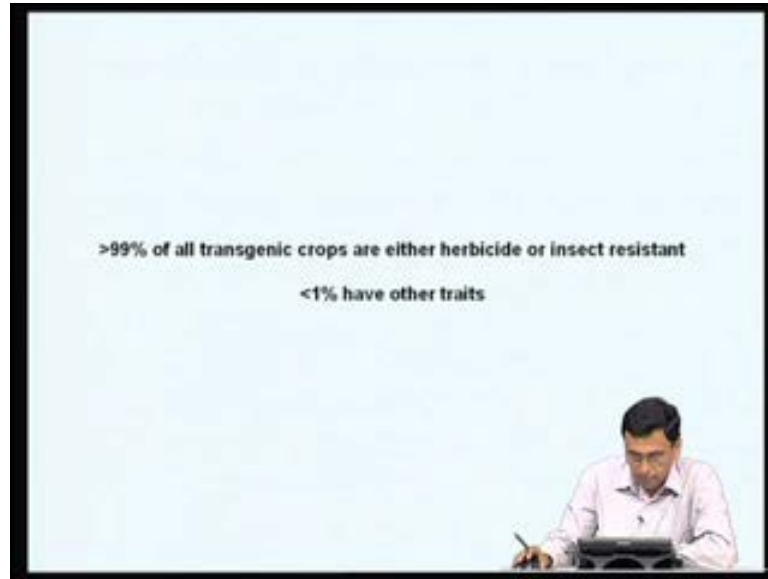 >99% of all transgenic crops are either herbicide or insect resistant
<1% have other traits